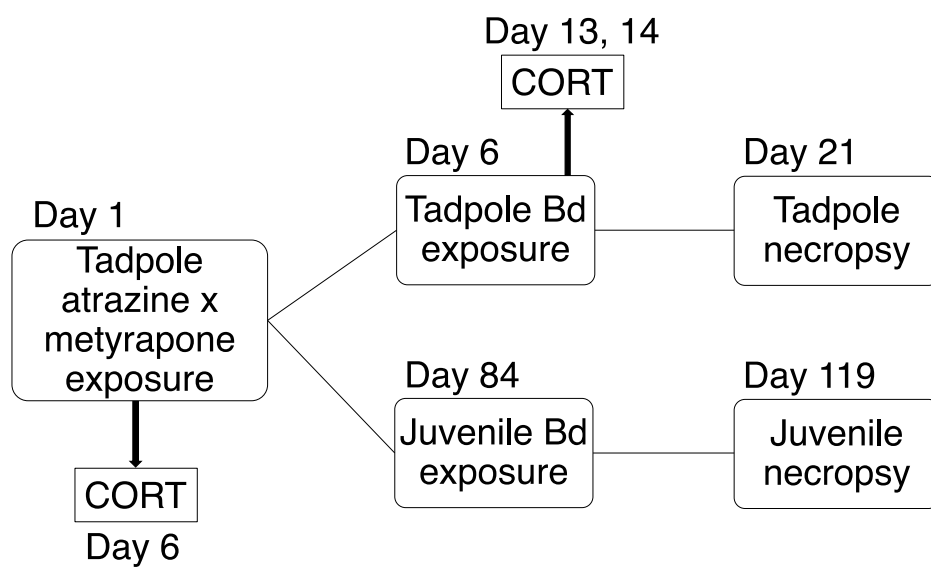 Day 1
Tadpole
atrazine x
metyrapone
exposure
CORT
Day 6
Day 13, 14
CORT
Day 6
Tadpole Bd
exposure
Day 21
Tadpole
necropsy
Day 84
Juvenile Bd
exposure
Day 119
Juvenile
necropsy